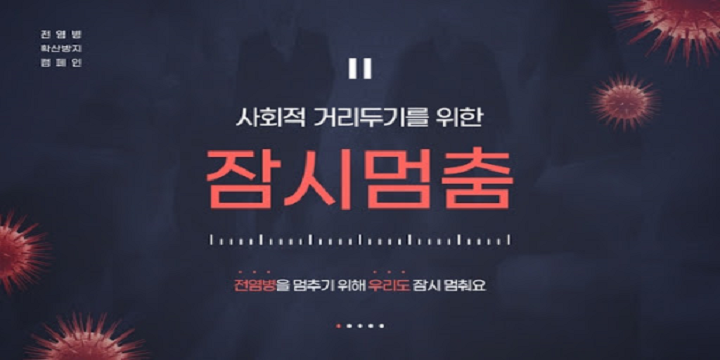 전염병
확산방지
캠페인
사회적 거리두기를 위한
잠시멈춤
전염병을 멈추기 위해 우리도 잠시 멈춰요